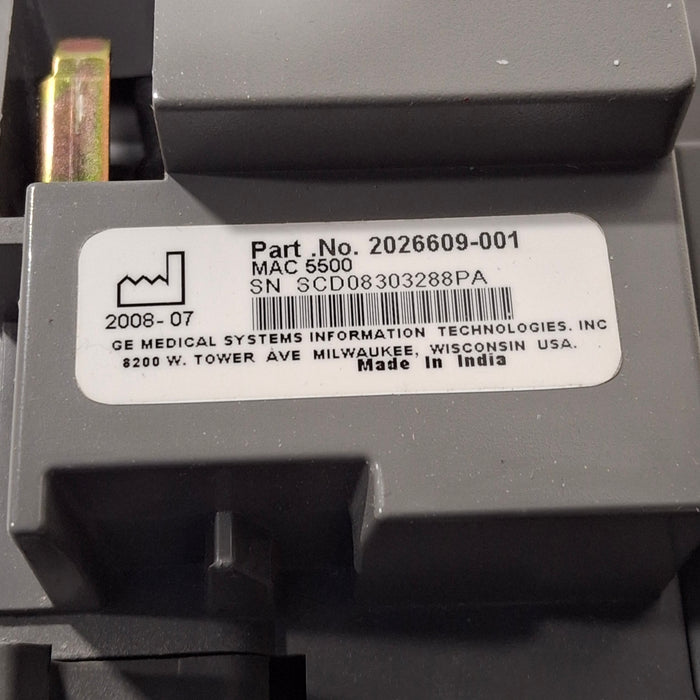 Part .No. 2026609-001
MAC 5500
SN SCD08303288PA
2008-07
GE MEDICAL SYSTEMS INFORMATION TECHNOLOGIES. INC
8200 W. TOWER AVE MILWAUKEE, WISCONSIN USA.
Made In India